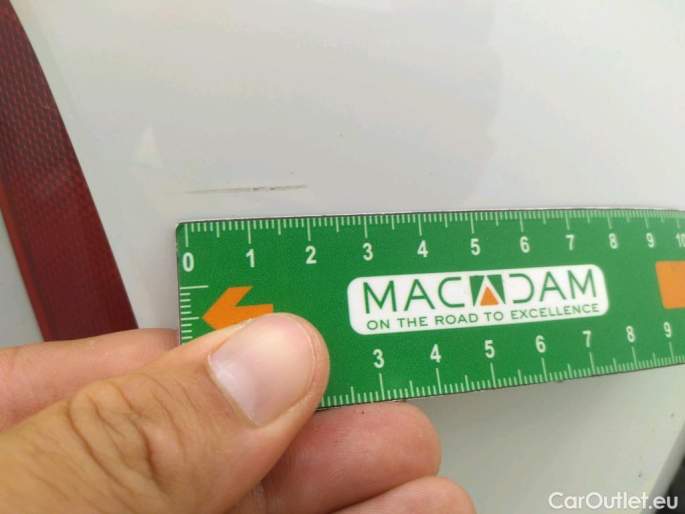 0 1 2 3 4 5 6 7 8 9 10
MACADAM
ON THE ROAD TO EXCELLENCE
3 4 5 6 7 8 9
CarOutlet.eu